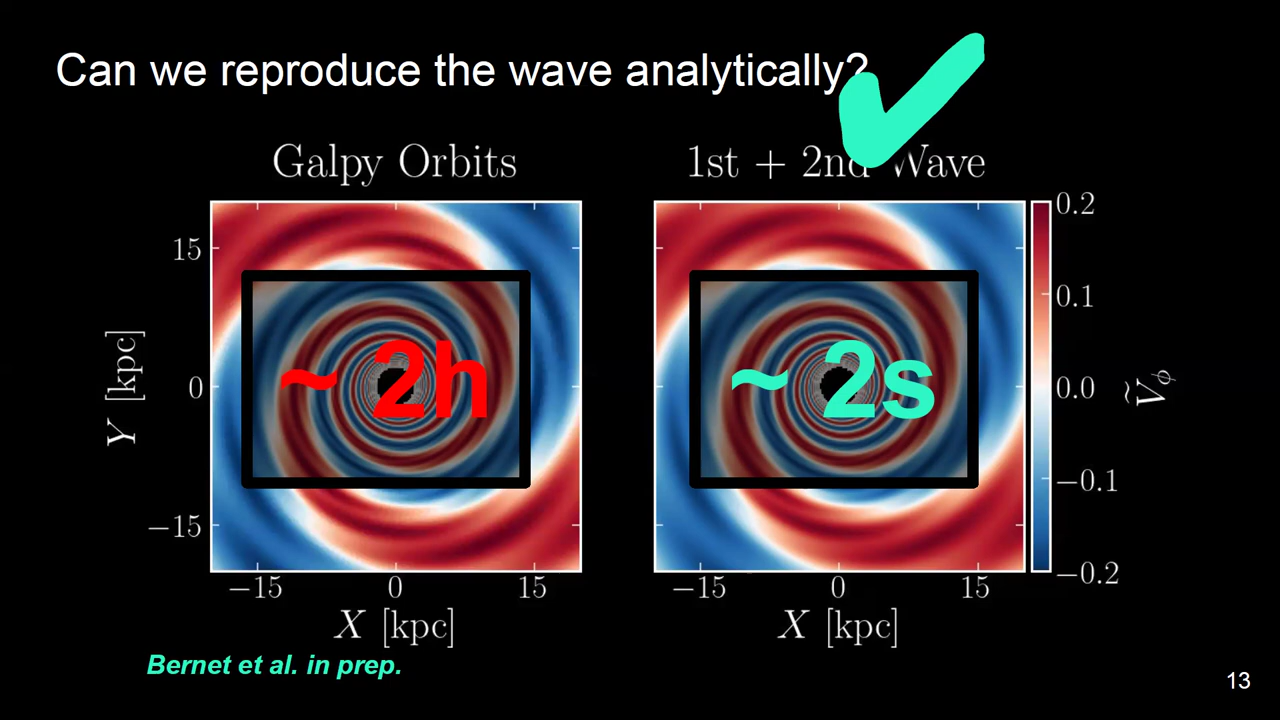 Can we reproduce the wave analytically?
Galpy Orbits
1st + 2nd Wave
15
0
−15
Y [kpc]
~ 2h
~ 2s
0.2
0.1
0.0
−0.1
−0.2
Ṽϕ
−15 0 15
−15 0 15
X [kpc]
X [kpc]
Bernet et al. in prep.
13